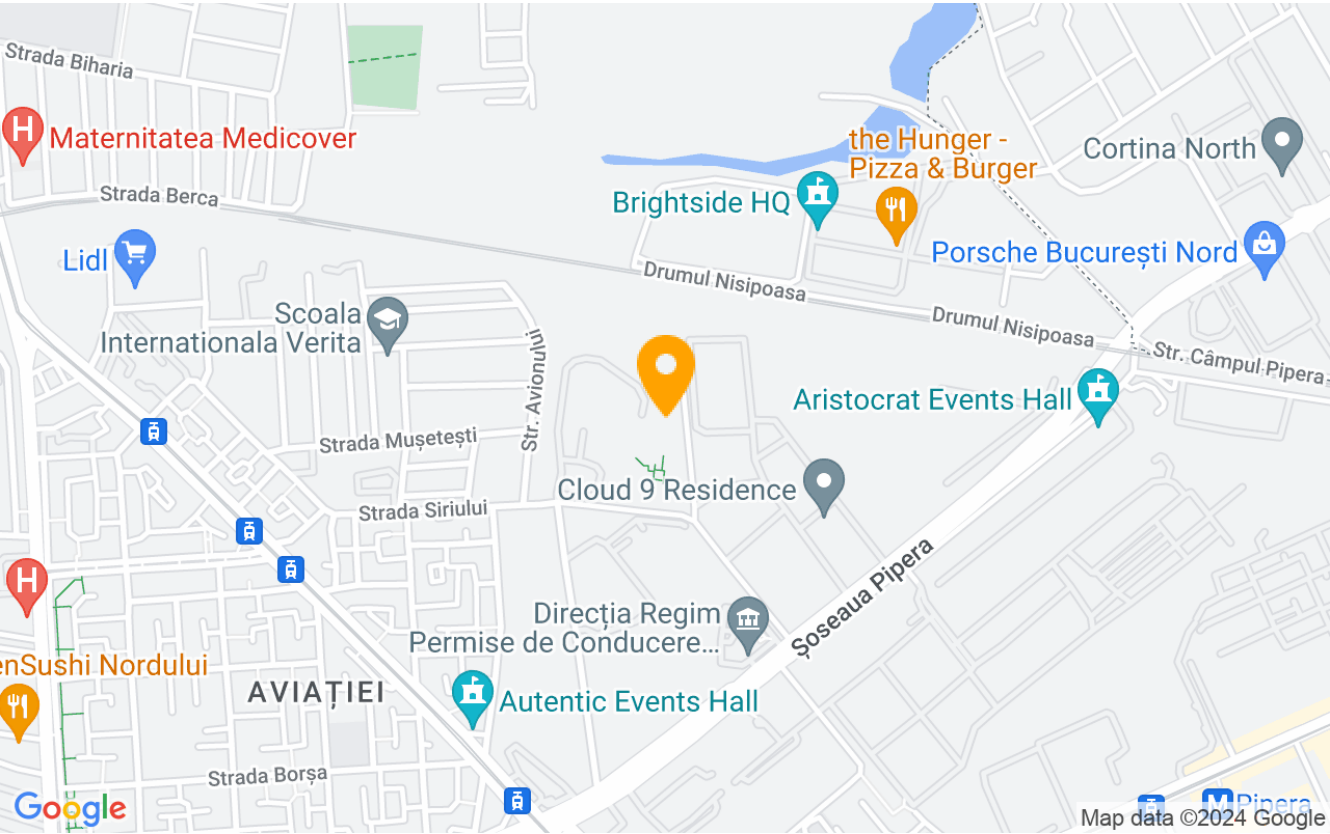 Strada Biharia
H
Maternitatea Medicover
Strada Berca
the Hunger -
Pizza & Burger
Cortina North
Brightside HQ
Lidl
Porsche București Nord
Drumul Nisipoasa
Scoala
Internationala Verita
Drumul Nisipoasa
Str. Câmpul Pipera
Str. Avionului
Aristocrat Events Hall
Strada Mușetești
Cloud 9 Residence
Strada Siriului
Șoseaua Pipera
H
Direcția Regim
Permise de Conducere...
enSushi Nordului
AVIAȚIEI
Autentic Events Hall
Strada Borșa
Google
M Pipera
Map data ©2024 Google